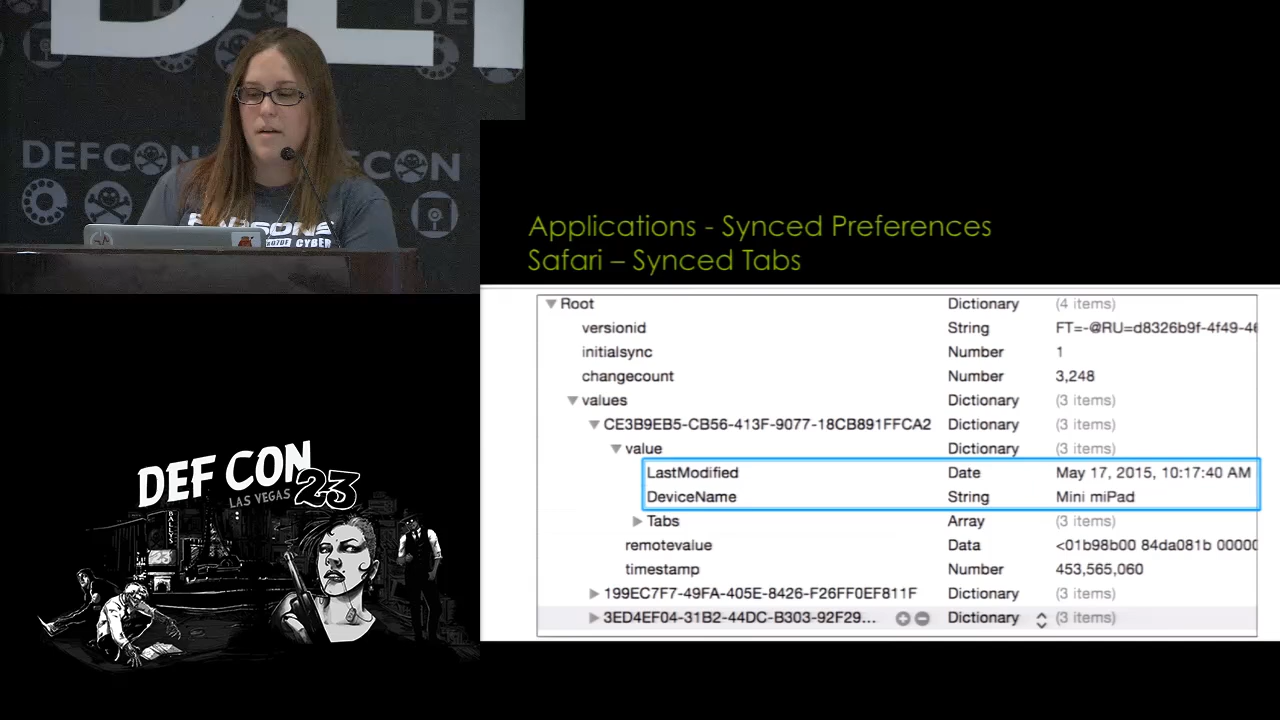 DEFCON
DEFCON
CYBER
Applications - Synced Preferences
Safari – Synced Tabs
Root Dictionary (4 items)
versionid String FT=-@RU=d8326b9f-4f49-4
initialsync Number 1
changecount Number 3,248
values Dictionary (3 items)
CE3B9EB5-CB56-413F-9077-18CB891FFCA2 Dictionary (3 items)
value Dictionary (3 items)
LastModified Date May 17, 2015, 10:17:40 AM
DeviceName String Mini miPad
Tabs Array (3 items)
remotevalue Data <01b98b00 84da081b 00000
timestamp Number 453,565,060
199EC7F7-49FA-405E-8426-F26FF0EF811F Dictionary (3 items)
3ED4EF04-31B2-44DC-B303-92F29... Dictionary (3 items)
DEF CON
23
LAS VEGAS
BALLYS